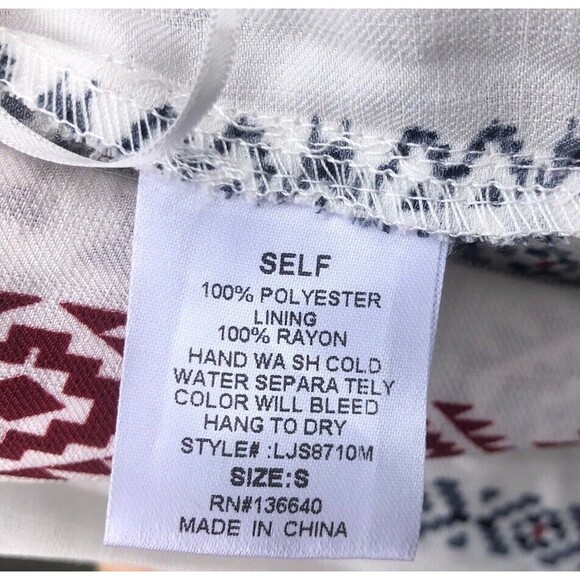 SELF
100% POLYESTER
LINING
100% RAYON
HAND WA SH COLD
WATER SEPARA TELY
COLOR WILL BLEED
HANG TO DRY
STYLE# :LJS8710M
SIZE:S
RN#136640
MADE IN CHINA